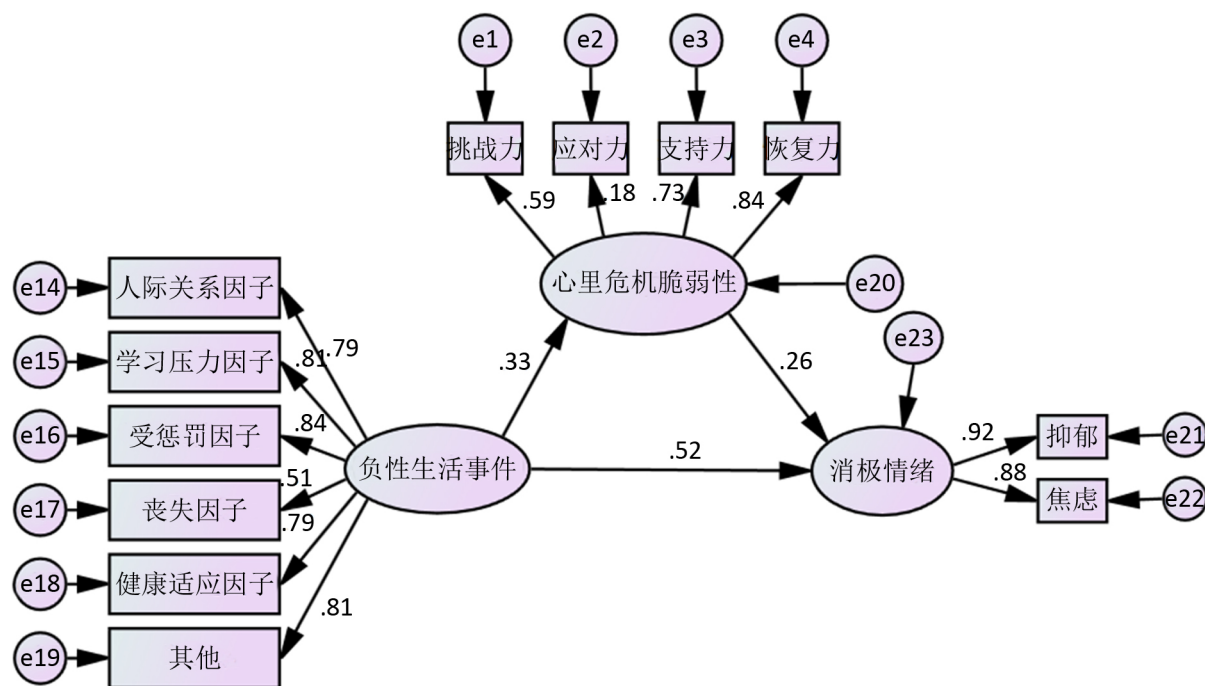 e1
e2
e3
e4
挑战力
应对力
支持力
恢复力
.59
.18
.73
.84
心里危机脆弱性
e20
e23
e14
人际关系因子
e15
学习压力因子
e16
受惩罚因子
e17
丧失因子
e18
健康适应因子
e19
其他
.79
.81
.84
.51
.79
.81
负性生活事件
.33
.26
.52
消极情绪
.92
.88
抑郁
焦虑
e21
e22